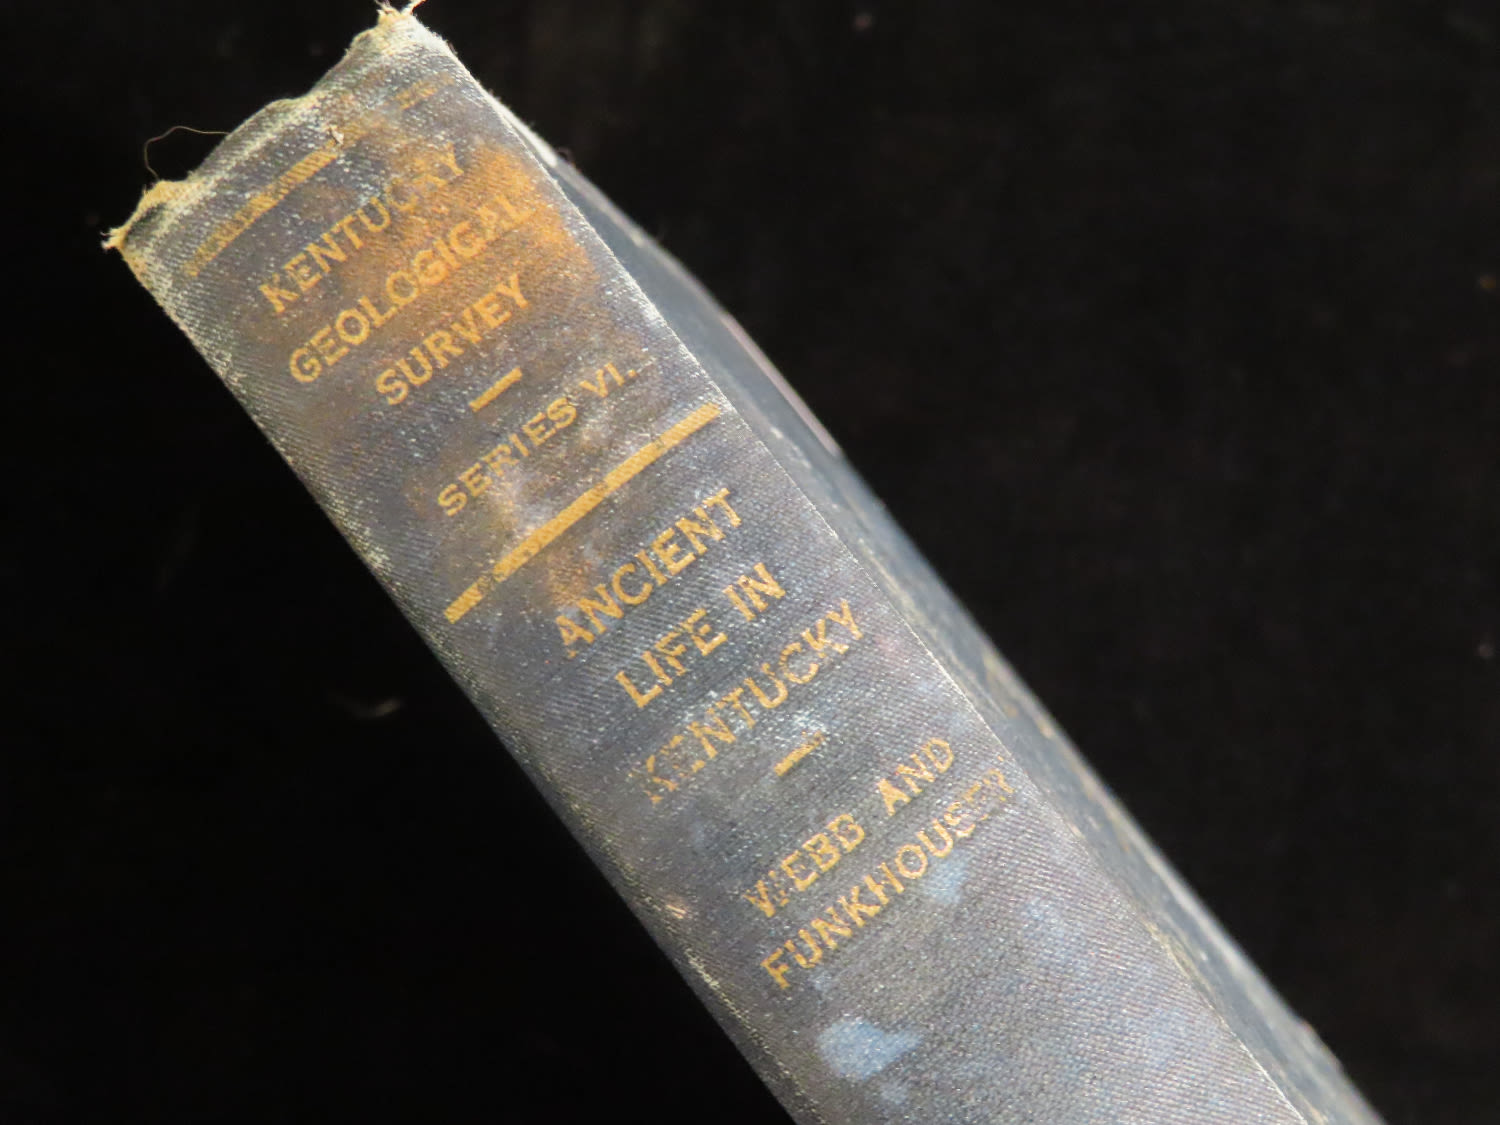 KENTUCKY
GEOLOGICAL
SURVEY
SERIES VI.
ANCIENT
LIFE IN
KENTUCKY
WEBB AND
FUNKHOUSER